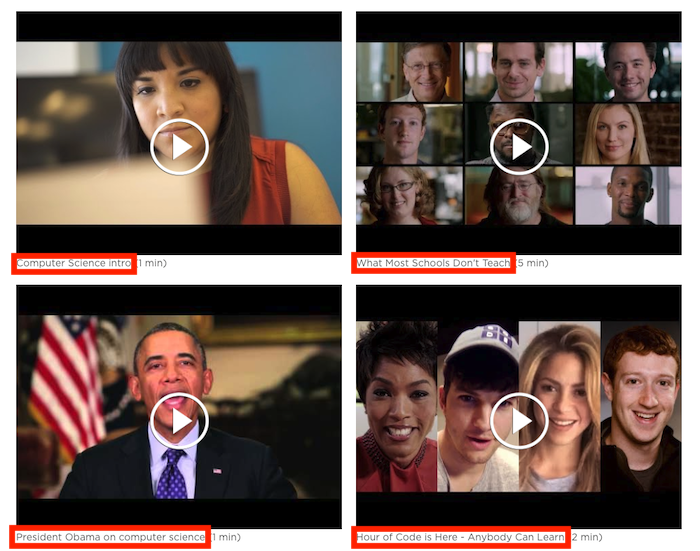 Computer Science intro (1 min)
What Most Schools Don't Teach (5 min)
President Obama on computer science (1 min)
Hour of Code is Here - Anybody Can Learn (2 min)